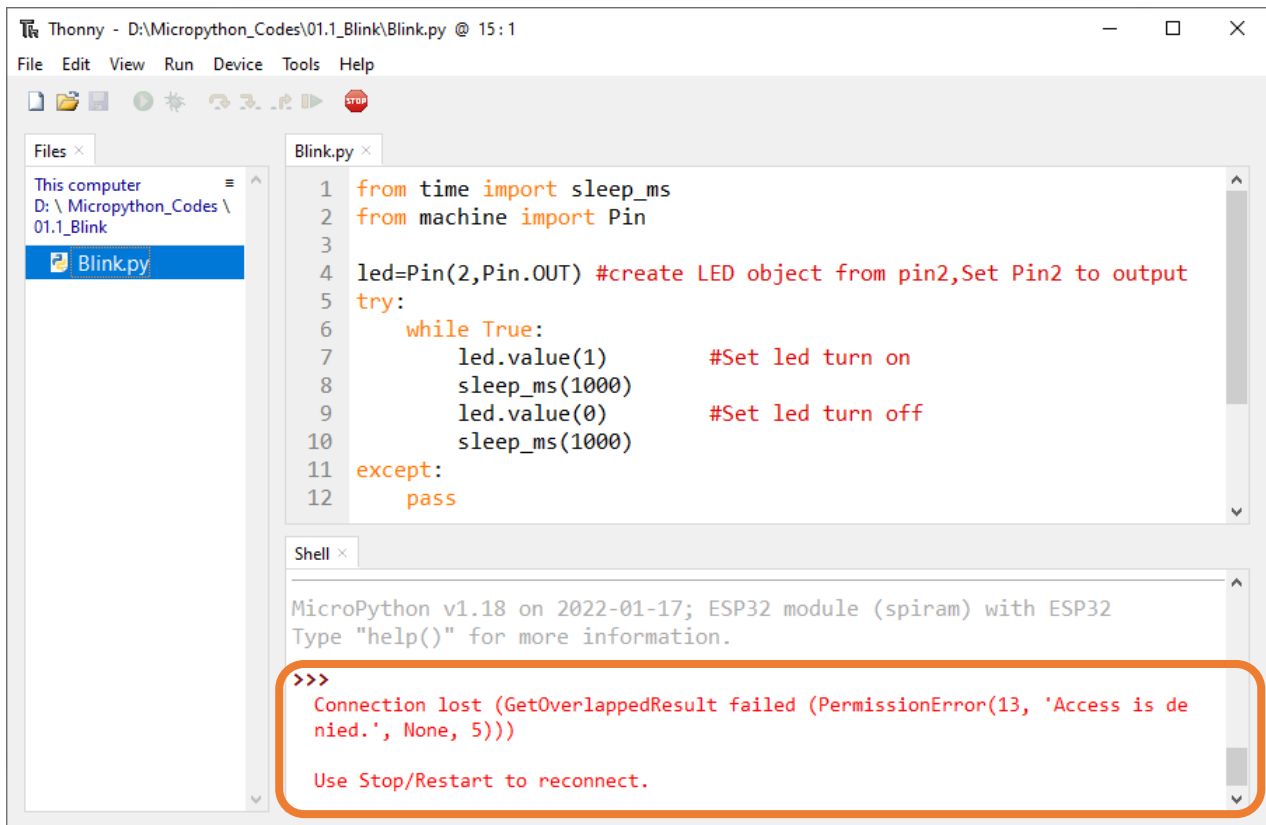 Thonny - D:\Micropython_Codes\01.1_Blink\Blink.py @ 15:1
File Edit View Run Device Tools Help
STOP
Files ×
This computer
D: \ Micropython_Codes \
01.1_Blink
Blink.py
Blink.py ×
1 from time import sleep_ms
2 from machine import Pin
3
4 led=Pin(2,Pin.OUT) #create LED object from pin2,Set Pin2 to output
5 try:
6     while True:
7         led.value(1)        #Set led turn on
8         sleep_ms(1000)
9         led.value(0)        #Set led turn off
10         sleep_ms(1000)
11 except:
12     pass
Shell ×
MicroPython v1.18 on 2022-01-17; ESP32 module (spiram) with ESP32
Type "help()" for more information.
>>>
Connection lost (GetOverlappedResult failed (PermissionError(13, 'Access is de
nied.', None, 5)))
Use Stop/Restart to reconnect.